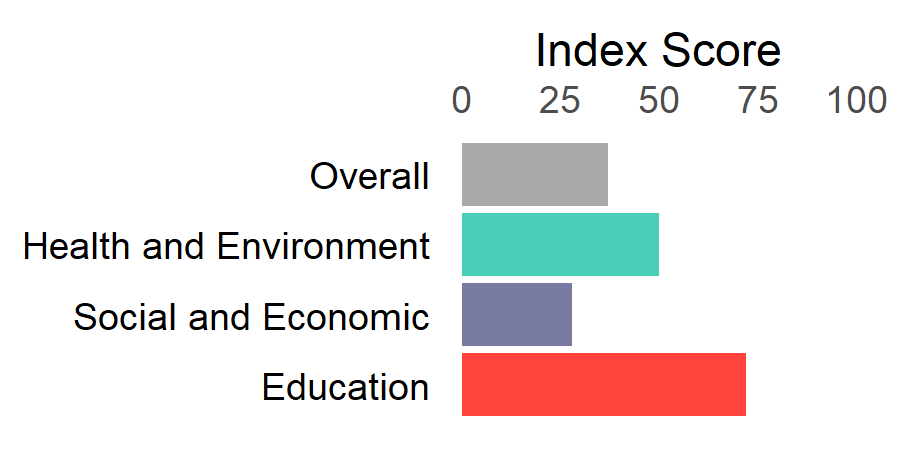 Index Score
0 25 50 75 100
Overall
Health and Environment
Social and Economic
Education